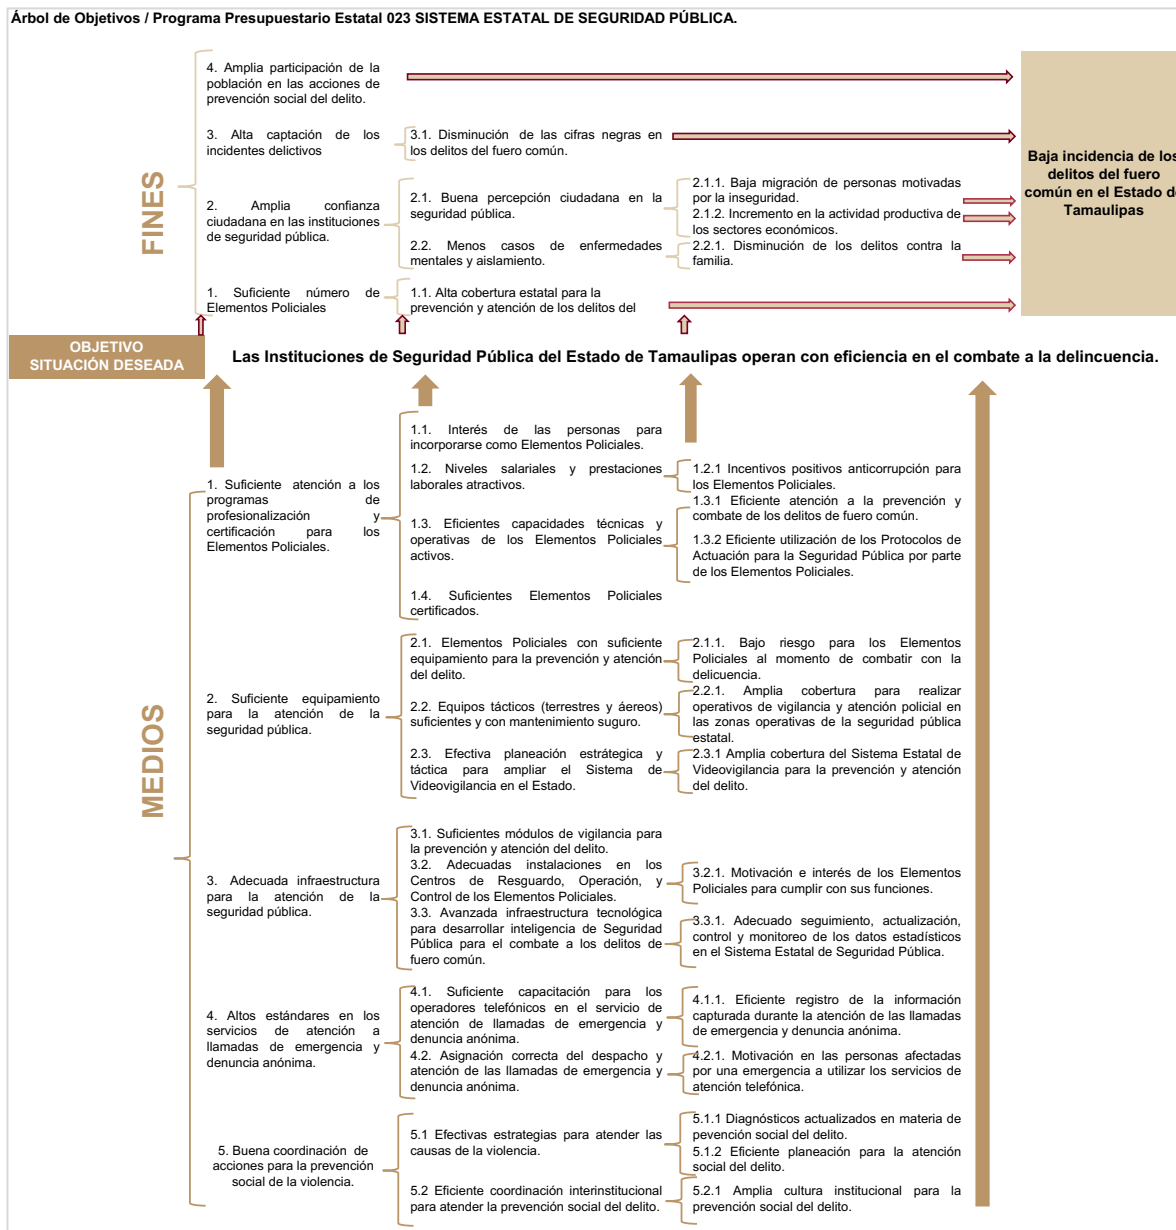 Árbol de Objetivos / Programa Presupuestario Estatal 023 SISTEMA ESTATAL DE SEGURIDAD PÚBLICA.
FINES
4. Amplia participación de la
población en las acciones de
prevención social del delito.
3. Alta captación de los
incidentes delictivos
3.1. Disminución de las cifras negras en
los delitos del fuero común.
2. Amplia confianza
ciudadana en las instituciones
de seguridad pública.
2.1. Buena percepción ciudadana en la
seguridad pública.
2.1.1. Baja migración de personas motivadas
por la inseguridad.
2.1.2. Incremento en la actividad productiva de
los sectores económicos.
2.2. Menos casos de enfermedades
mentales y aislamiento.
2.2.1. Disminución de los delitos contra la
familia.
1. Suficiente número de
Elementos Policiales
1.1. Alta cobertura estatal para la
prevención y atención de los delitos del
Baja incidencia de los
delitos del fuero
común en el Estado de
Tamaulipas
OBJETIVO
SITUACIÓN DESEADA
Las Instituciones de Seguridad Pública del Estado de Tamaulipas operan con eficiencia en el combate a la delincuencia.
MEDIOS
1. Suficiente atención a los
programas de
profesionalización y
certificación para los
Elementos Policiales.
1.1. Interés de las personas para
incorporarse como Elementos Policiales.
1.2. Niveles salariales y prestaciones
laborales atractivos.
1.2.1 Incentivos positivos anticorrupción para
los Elementos Policiales.
1.3. Eficientes capacidades técnicas y
operativas de los Elementos Policiales
activos.
1.3.1 Eficiente atención a la prevención y
combate de los delitos de fuero común.
1.3.2 Eficiente utilización de los Protocolos de
Actuación para la Seguridad Pública por parte
de los Elementos Policiales.
1.4. Suficientes Elementos Policiales
certificados.
2. Suficiente equipamiento
para la atención de la
seguridad pública.
2.1. Elementos Policiales con suficiente
equipamiento para la prevención y atención
del delito.
2.1.1. Bajo riesgo para los Elementos
Policiales al momento de combatir con la
delicuencia.
2.2. Equipos tácticos (terrestres y áereos)
suficientes y con mantenimiento suguro.
2.2.1. Amplia cobertura para realizar
operativos de vigilancia y atención policial en
las zonas operativas de la seguridad pública
estatal.
2.3. Efectiva planeación estrátegica y
táctica para ampliar el Sistema de
Videovigilancia en el Estado.
2.3.1 Amplia cobertura del Sistema Estatal de
Videovigilancia para la prevención y atención
del delito.
3. Adecuada infraestructura
para la atención de la
seguridad pública.
3.1. Suficientes módulos de vigilancia para
la prevención y atención del delito.
3.2. Adecuadas instalaciones en los
Centros de Resguardo, Operación, y
Control de los Elementos Policiales.
3.2.1. Motivación e interés de los Elementos
Policiales para cumplir con sus funciones.
3.3. Avanzada infraestructura tecnológica
para desarrollar inteligencia de Seguridad
Pública para el combate a los delitos de
fuero común.
3.3.1. Adecuado seguimiento, actualización,
control y monitoreo de los datos estadísticos
en el Sistema Estatal de Seguridad Pública.
4. Altos estándares en los
servicios de atención a
llamadas de emergencia y
denuncia anónima.
4.1. Suficiente capacitación para los
operadores telefónicos en el servicio de
atención de llamadas de emergencia y
denuncia anónima.
4.1.1. Eficiente registro de la información
capturada durante la atención de las llamadas
de emergencia y denuncia anónima.
4.2. Asignación correcta del despacho y
atención de las llamadas de emergencia y
denuncia anónima.
4.2.1. Motivación en las personas afectadas
por una emergencia a utilizar los servicios de
atención telefónica.
5. Buena coordinación de
acciones para la prevención
social de la violencia.
5.1 Efectivas estrategias para atender las
causas de la violencia.
5.1.1 Diagnósticos actualizados en materia de
pevención social del delito.
5.1.2 Eficiente planeación para la atención
social del delito.
5.2 Eficiente coordinación interinstitucional
para atender la prevención social del delito.
5.2.1 Amplia cultura institucional para la
prevención social del delito.